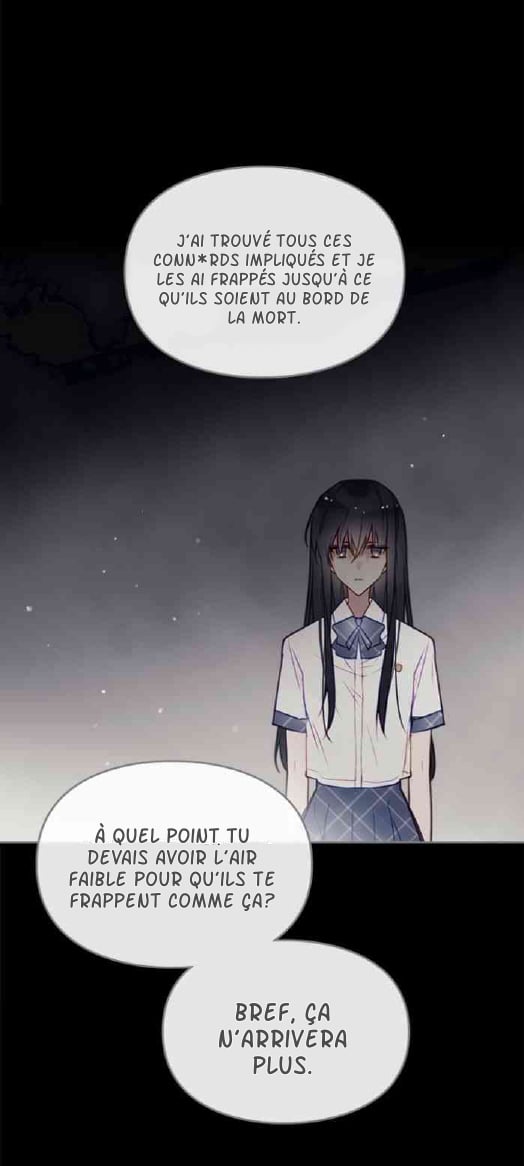 J'AI TROUVÉ TOUS CES
CONN*RDS IMPLIQUÉS ET JE
LES AI FRAPPÉS JUSQU'À CE
QU'ILS SOIENT AU BORD DE
LA MORT.
À QUEL POINT TU
DEVAIS AVOIR L'AIR
FAIBLE POUR QU'ILS TE
FRAPPENT COMME ÇA?
BREF, ÇA
N'ARRIVERA
PLUS.